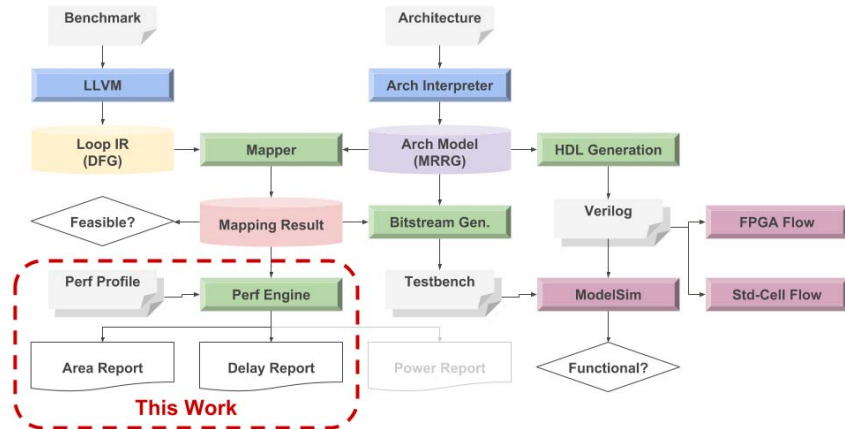 Benchmark
Architecture
LLVM
Arch Interpreter
Loop IR
(DFG)
Mapper
Arch Model
(MRRG)
HDL Generation
Feasible?
Mapping Result
Bitstream Gen.
Verilog
FPGA Flow
Perf Profile
Perf Engine
Testbench
ModelSim
Std-Cell Flow
Area Report
Delay Report
Power Report
Functional?
This Work